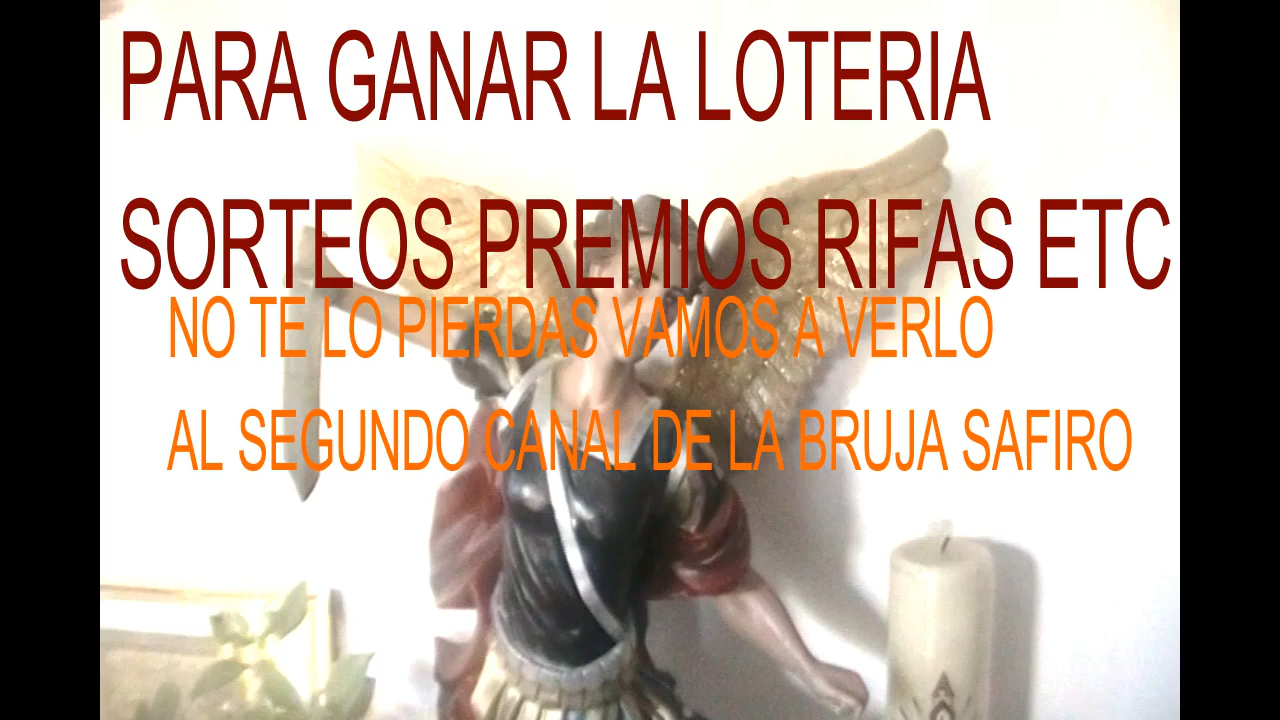 PARA GANAR LA LOTERIA
SORTEOS PREMIOS RIFAS ETC
NO TE LO PIERDAS VAMOS A VERLO
AL SEGUNDO CANAL DE LA BRUJA SAFIRO